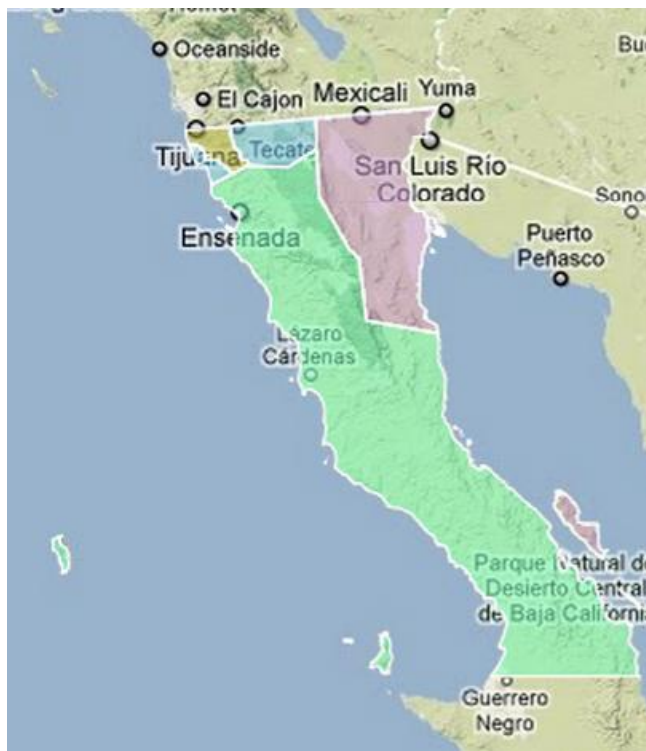 Oceanside
El Cajon
Mexicali
Yuma
Tijuana
Tecate
San Luis Río
Colorado
Ensenada
Puerto
Peñasco
Lázaro
Cárdenas
Parque Natural de
Desierto Central
de Baja California
Guerrero
Negro